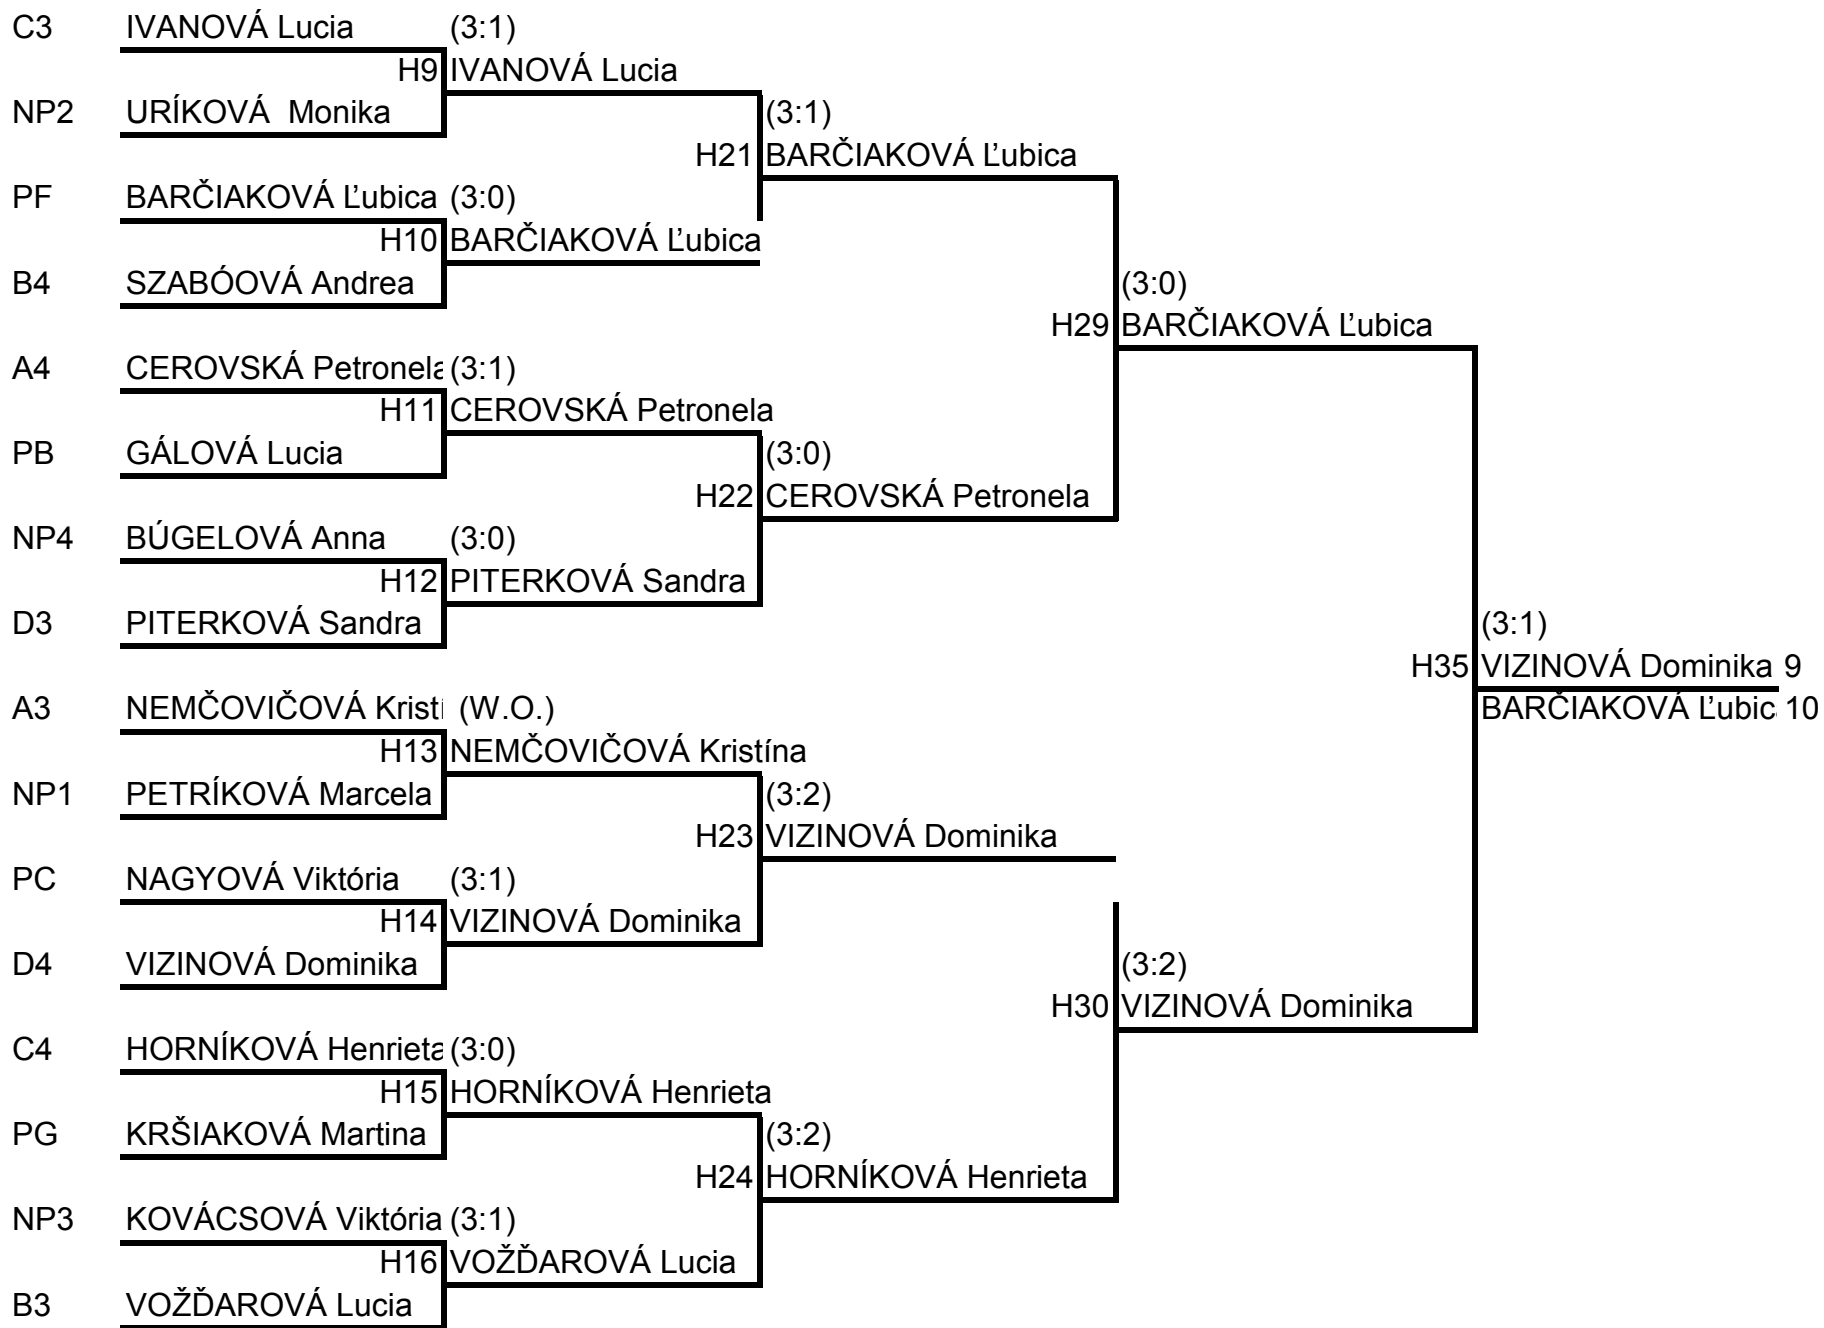 C3 IVANOVÁ Lucia (3:1)
H9 IVANOVÁ Lucia
NP2 URÍKOVÁ Monika (3:1)
H21 BARČIAKOVÁ Ľubica
PF BARČIAKOVÁ Ľubica (3:0)
H10 BARČIAKOVÁ Ľubica
B4 SZABÓOVÁ Andrea (3:0)
H29 BARČIAKOVÁ Ľubica
A4 CEROVSKÁ Petronela (3:1)
H11 CEROVSKÁ Petronela
PB GÁLOVÁ Lucia (3:0)
H22 CEROVSKÁ Petronela
NP4 BÚGELOVÁ Anna (3:0)
H12 PITERKOVÁ Sandra
D3 PITERKOVÁ Sandra (3:1)
H35 VIZINOVÁ Dominika 9
A3 NEMČOVIČOVÁ Kristí (W.O.) BARČIAKOVÁ Ľubica 10
H13 NEMČOVIČOVÁ Kristína
NP1 PETRÍKOVÁ Marcela (3:2)
H23 VIZINOVÁ Dominika
PC NAGYOVÁ Viktória (3:1)
H14 VIZINOVÁ Dominika
D4 VIZINOVÁ Dominika (3:2)
H30 VIZINOVÁ Dominika
C4 HORNÍKOVÁ Henrieta (3:0)
H15 HORNÍKOVÁ Henrieta
PG KRŠIAKOVÁ Martina (3:2)
H24 HORNÍKOVÁ Henrieta
NP3 KOVÁCSOVÁ Viktória (3:1)
H16 VOŽĎAROVÁ Lucia
B3 VOŽĎAROVÁ Lucia